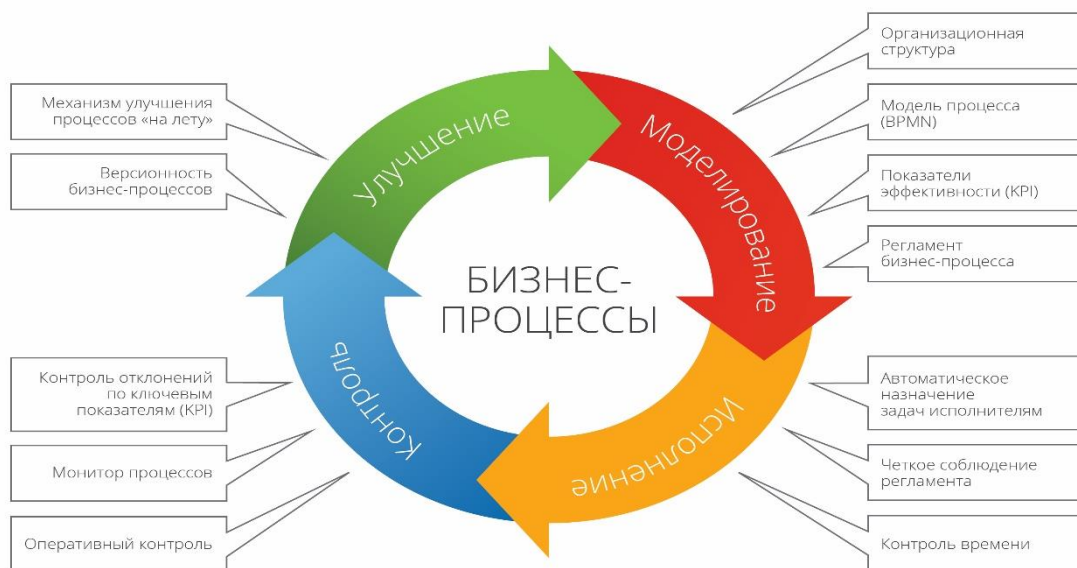 Организационная
структура
Модель процесса
(BPMN)
Показатели
эффективности (KPI)
Регламент
бизнес-процесса
Механизм улучшения
процессов «на лету»
Версионность
бизнес-процессов
Улучшение
Моделирование
БИЗНЕС-
ПРОЦЕССЫ
Контроль
Исполнение
Контроль отклонений
по ключевым
показателям (KPI)
Монитор процессов
Оперативный контроль
Автоматическое
назначение
задач исполнителям
Четкое соблюдение
регламента
Контроль времени